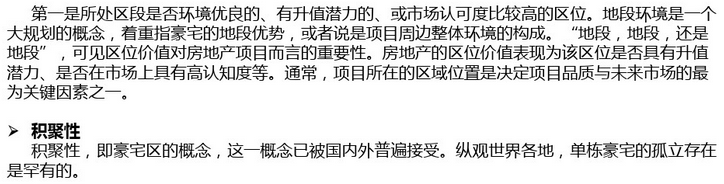 第一是所处区段是否环境优良的、有升值潜力的、或市场认可度比较高的区位。地段环境是一个
大规划的概念，着重指豪宅的地段优势，或者说是项目周边整体环境的构成。“地段，地段，还是
地段”，可见区位价值对房地产项目而言的重要性。房地产的区位价值表现为该区位是否具有升值
潜力、是否在市场上具有高认知度等。通常，项目所在的区域位置是决定项目品质与未来市场的最
为关键因素之一。
➢ 积聚性
积聚性，即豪宅区的概念，这一概念已被国内外普遍接受。纵观世界各地，单栋豪宅的孤立存在
是罕有的。